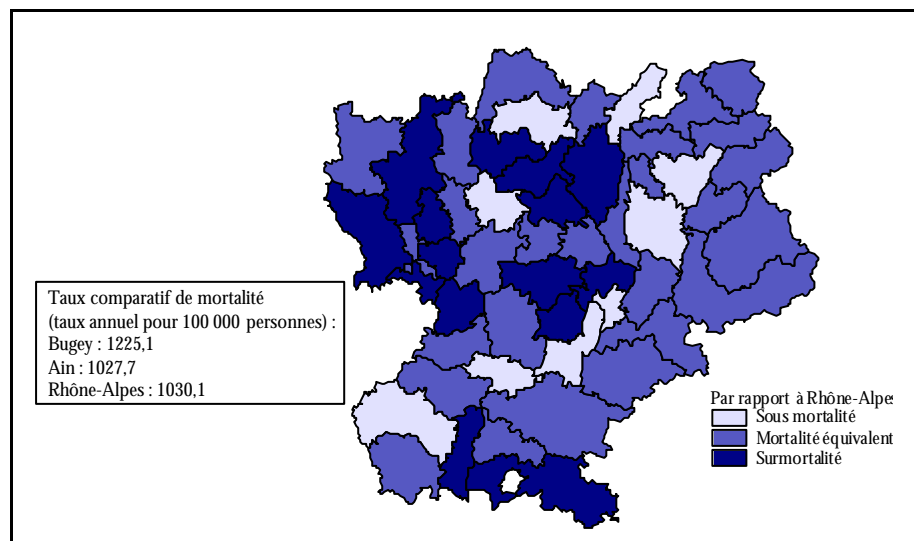 Taux comparatif de mortalité
(taux annuel pour 100 000 personnes) :
Bugey : 1225,1
Ain : 1027,7
Rhône-Alpes : 1030,1
Par rapport à Rhône-Alpes
Sous mortalité
Mortalité équivalent
Surmortalité